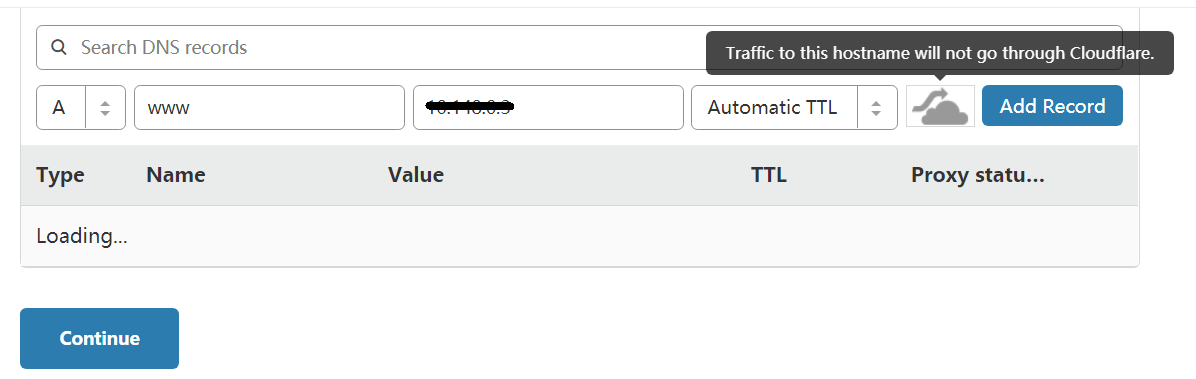 Search DNS records
Traffic to this hostname will not go through Cloudflare.
A www Automatic TTL Add Record
Type Name Value TTL Proxy statu...
Loading...
Continue